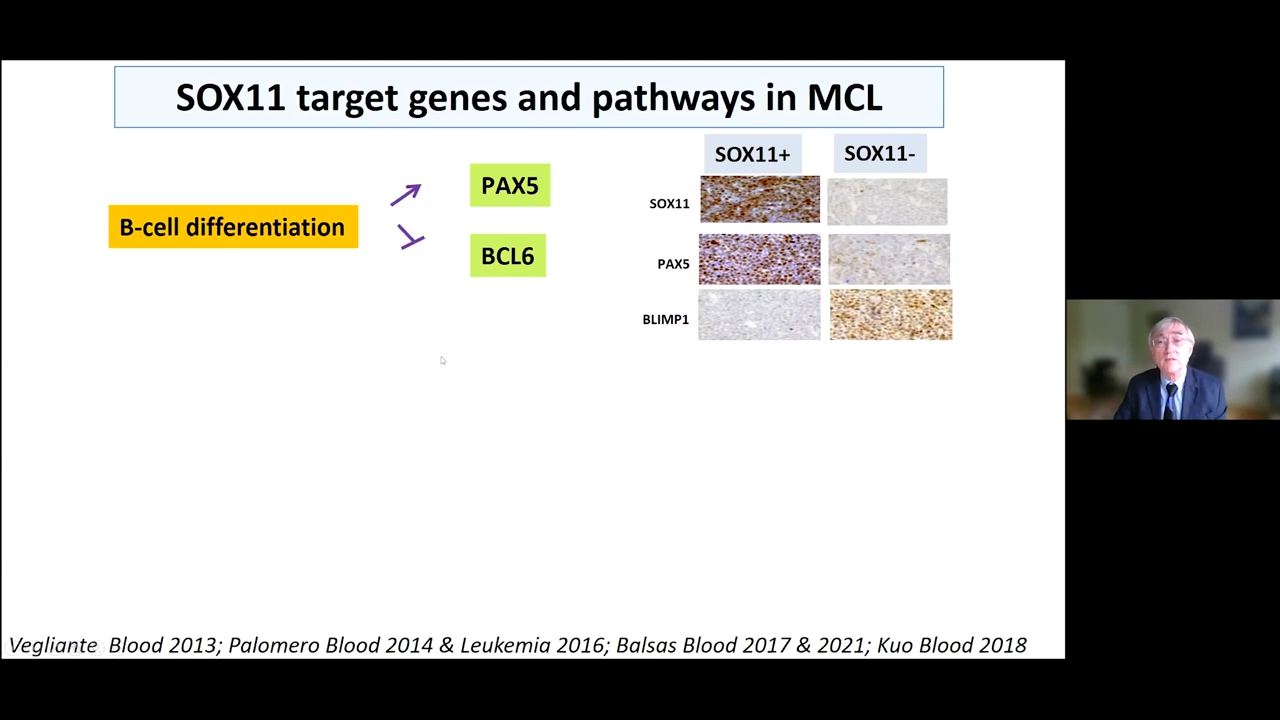 SOX11 target genes and pathways in MCL
SOX11+
SOX11-
PAX5
SOX11
B-cell differentiation
BCL6
PAX5
BLIMP1
Vegliante Blood 2013; Palomero Blood 2014 & Leukemia 2016; Balsas Blood 2017 & 2021; Kuo Blood 2018